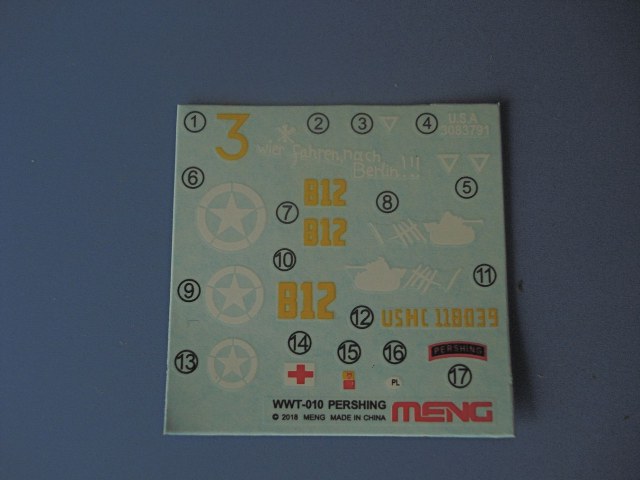 1
3
2
3
4
U.S.A
3083791
wier fahren nach
Berlin!!!
6
5
B12
7
8
B12
10
11
9
B12
12
USMC 118039
13
14
15
16
PL
PERSHING
17
WWT-010 PERSHING
© 2018 MENG MADE IN CHINA
MENG